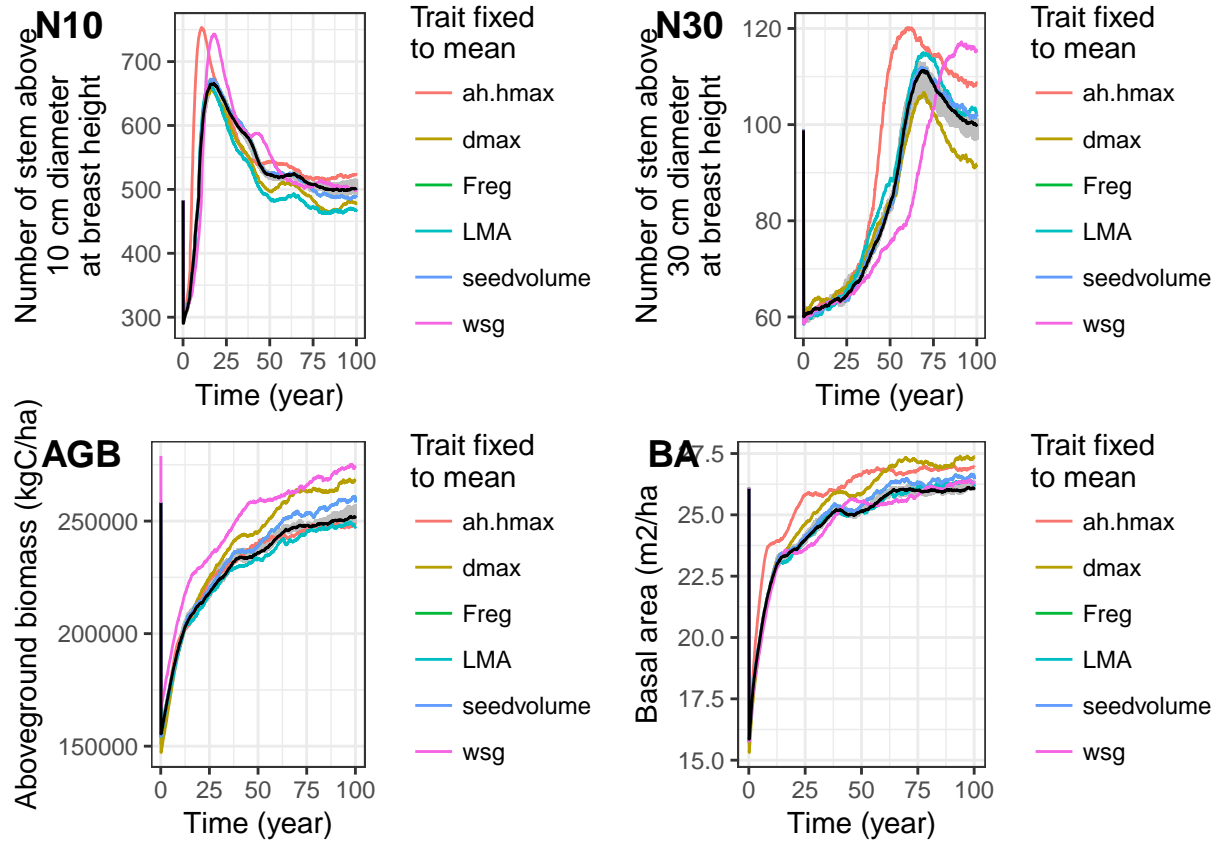 N10
Number of stem above
10 cm diameter
at breast height
300
400
500
600
700
0 25 50 75 100
Time (year)
Trait fixed
to mean
ah.hmax
dmax
Freg
LMA
seedvolume
wsg
N30
Number of stem above
30 cm diameter
at breast height
60
80
100
120
0 25 50 75 100
Time (year)
Trait fixed
to mean
ah.hmax
dmax
Freg
LMA
seedvolume
wsg
AGB
Aboveground biomass (kgC/ha)
150000
200000
250000
0 25 50 75 100
Time (year)
Trait fixed
to mean
ah.hmax
dmax
Freg
LMA
seedvolume
wsg
BA
Basal area (m2/ha)
15.0
17.5
20.0
22.5
25.0
27.5
0 25 50 75 100
Time (year)
Trait fixed
to mean
ah.hmax
dmax
Freg
LMA
seedvolume
wsg